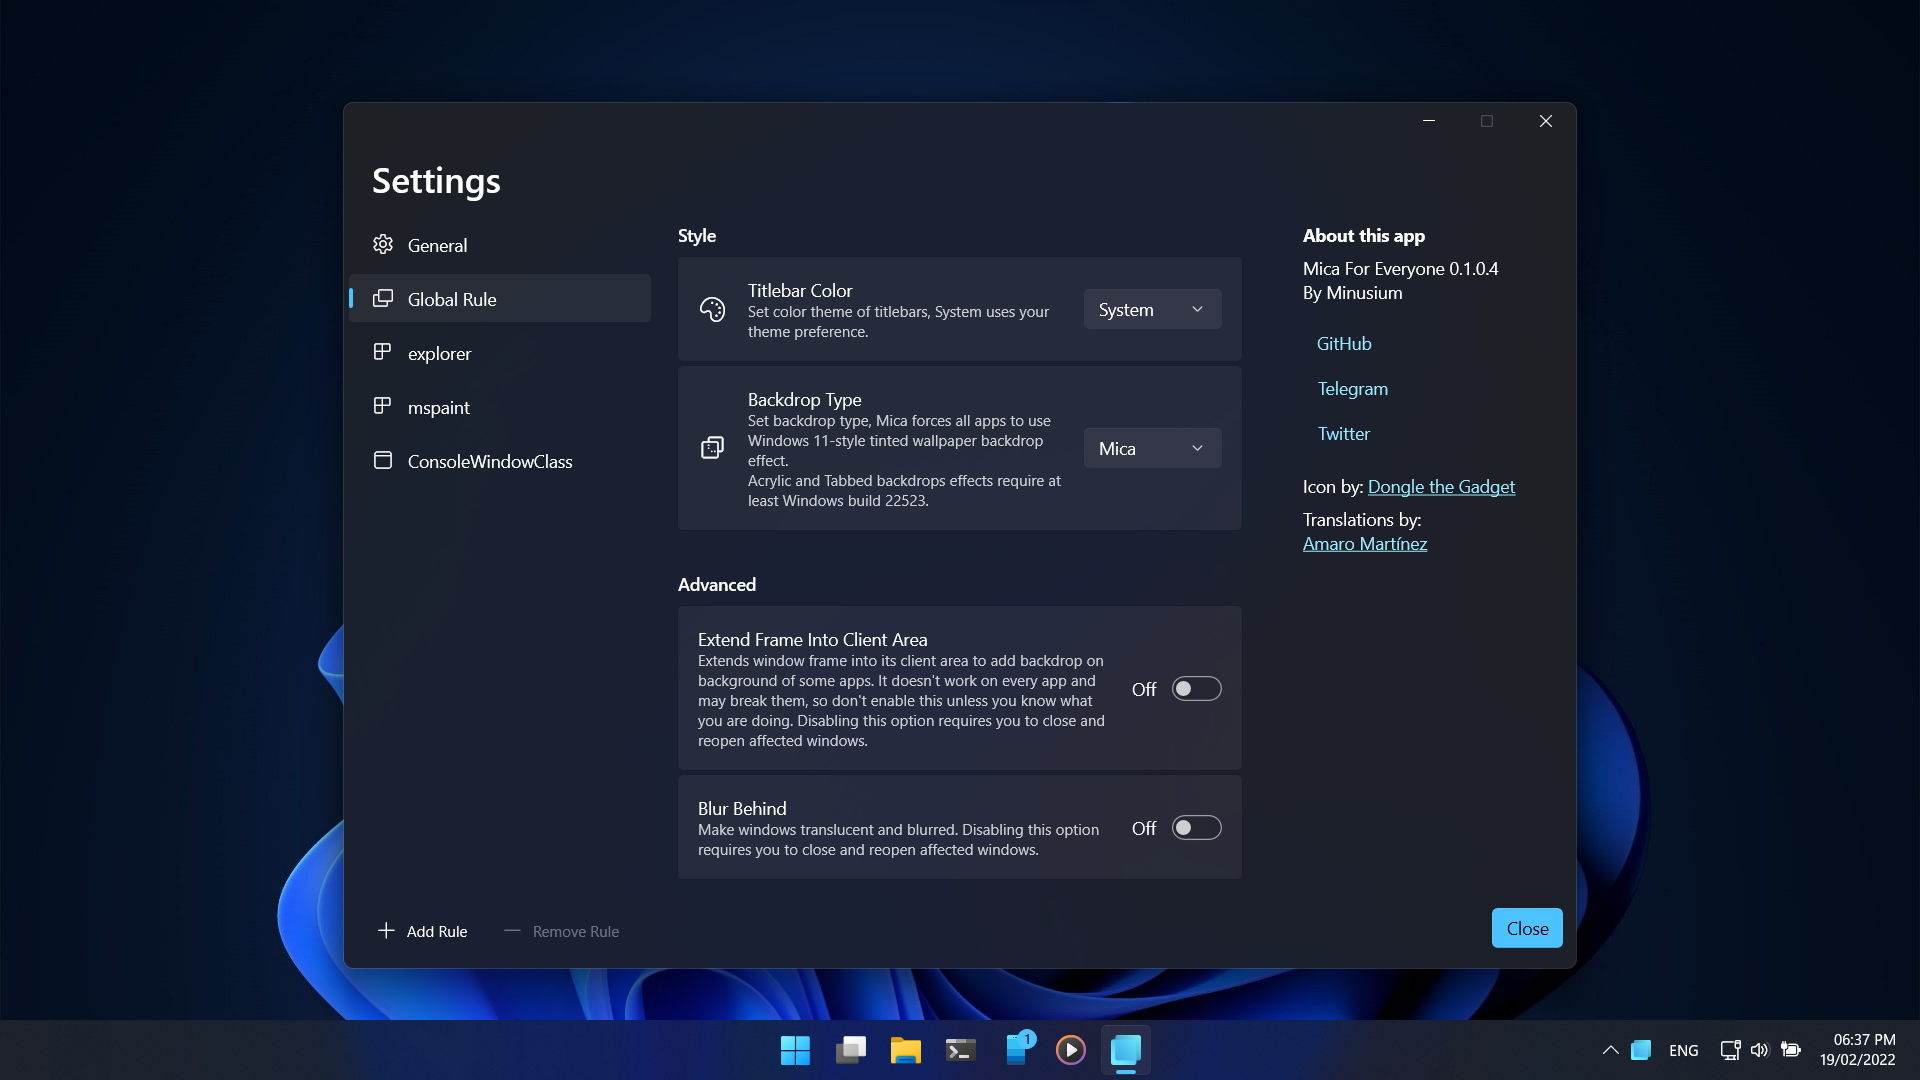 Settings
General
Global Rule
explorer
mspaint
ConsoleWindowClass
Add Rule
Remove Rule
Style
Titlebar Color
Set color theme of titlebars, System uses your
theme preference.
System
Backdrop Type
Set backdrop type, Mica forces all apps to use
Windows 11-style tinted wallpaper backdrop
effect.
Acrylic and Tabbed backdrops effects require at
least Windows build 22523.
Mica
Advanced
Extend Frame Into Client Area
Extends window frame into its client area to add backdrop on
background of some apps. It doesn't work on every app and
may break them, so don't enable this unless you know what
you are doing. Disabling this option requires you to close and
reopen affected windows.
Off
Blur Behind
Make windows translucent and blurred. Disabling this option
requires you to close and reopen affected windows.
Off
About this app
Mica For Everyone 0.1.0.4
By Minusium
GitHub
Telegram
Twitter
Icon by: Dongle the Gadget
Translations by:
Amaro Martínez
Close
1
ENG
06:37 PM
19/02/2022